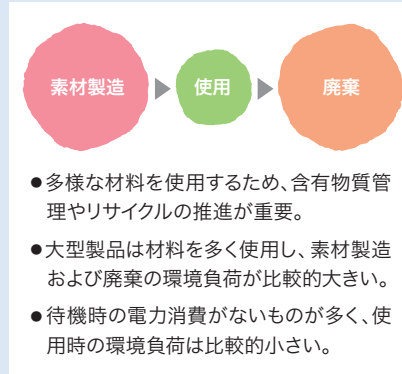 素材製造
使用
廃棄
●多様な材料を使用するため、含有物質管
理やリサイクルの推進が重要。
●大型製品は材料を多く使用し、素材製造
および廃棄の環境負荷が比較的大きい。
●待機時の電力消費がないものが多く、使
用時の環境負荷は比較的小さい。